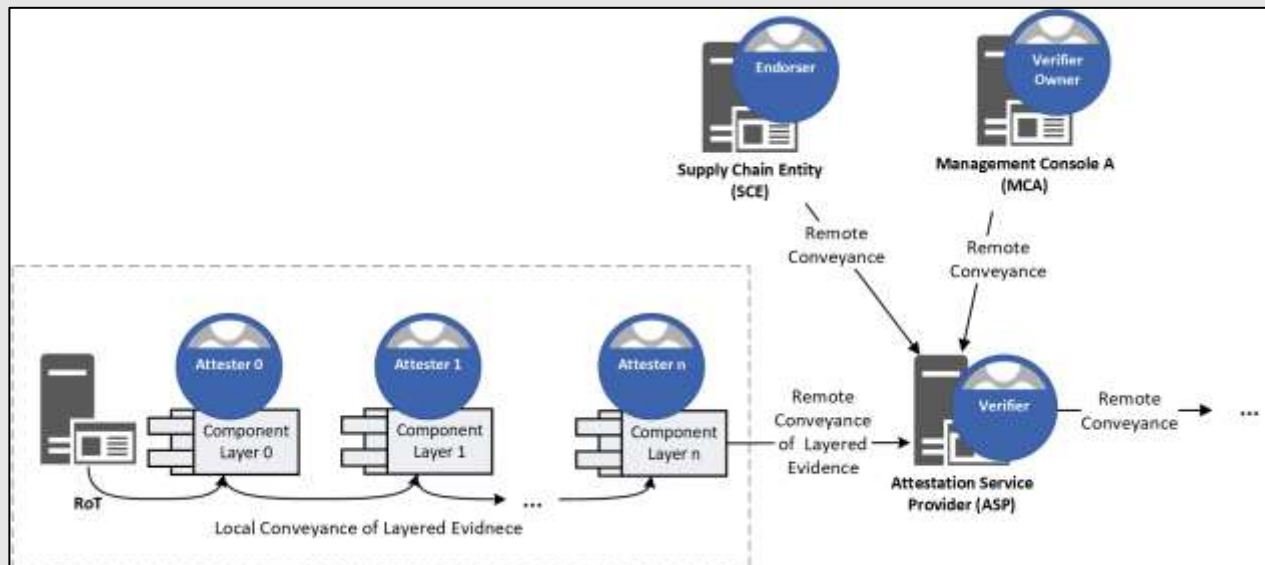 Endorser
Verifier
Owner
Supply Chain Entity
(SCE)
Management Console A
(MCA)
Remote
Conveyance
Remote
Conveyance
Attester 0
Attester 1
Attester n
Component
Layer 0
Component
Layer 1
Component
Layer n
RoT
...
Local Conveyance of Layered Evidnece
Remote
Conveyance
of Layered
Evidence
Verifier
Attestation Service
Provider (ASP)
Remote
Conveyance
...